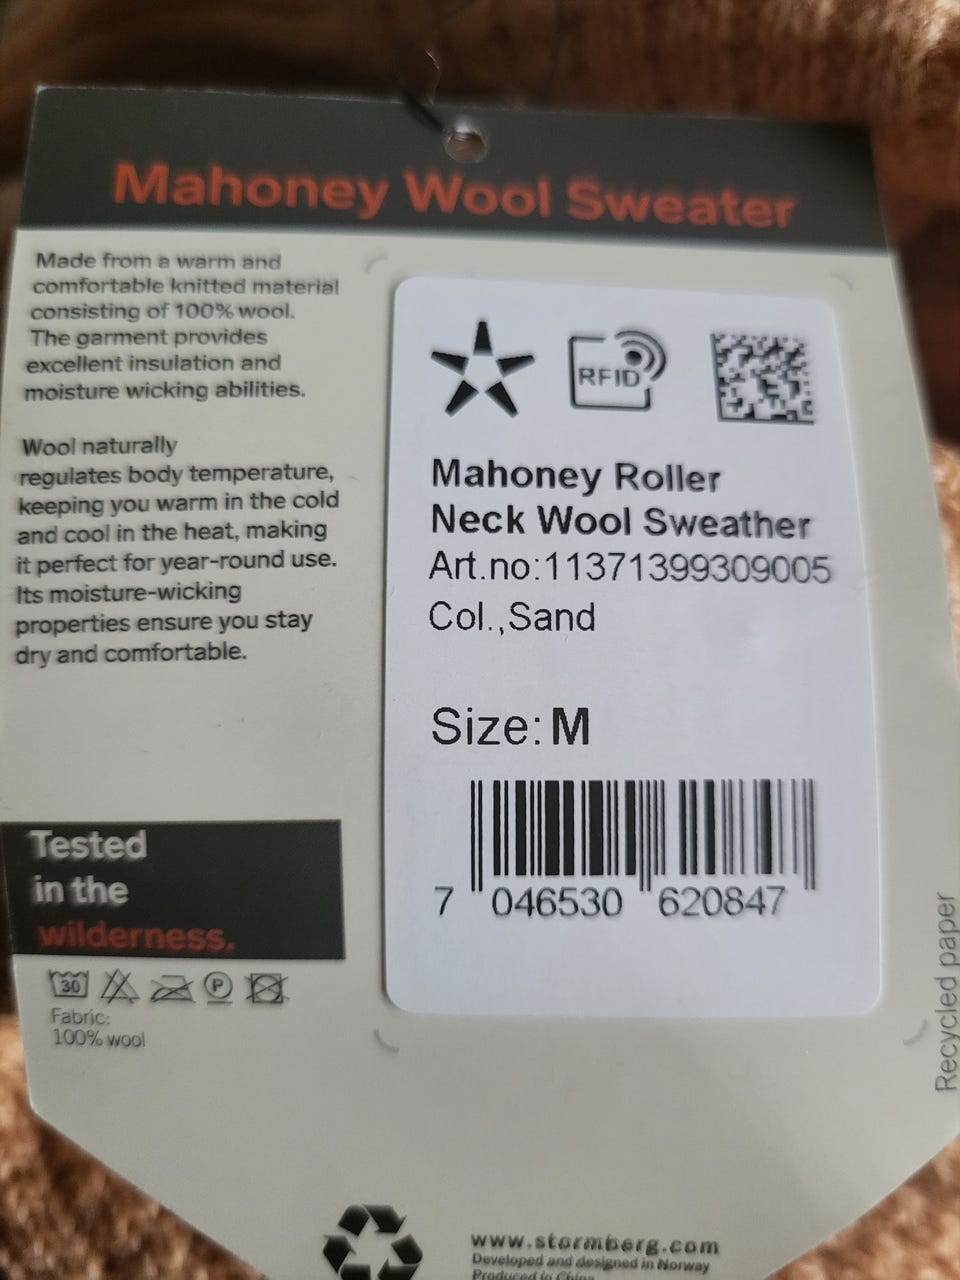 Mahoney Wool Sweater
Made from a warm and
comfortable knitted material
consisting of 100% wool.
The garment provides
excellent insulation and
moisture wicking abilities.
Wool naturally
regulates body temperature,
keeping you warm in the cold
and cool in the heat, making
it perfect for year-round use.
Its moisture-wicking
properties ensure you stay
dry and comfortable.
Tested
in the
wilderness.
30
P
Fabric:
100% wool
RFID
Mahoney Roller
Neck Wool Sweather
Art.no:11371399309005
Col.,Sand
Size: M
7 046530 620847
Recycled paper
www.stormberg.com
Developed and designed in Norway
Produced in China